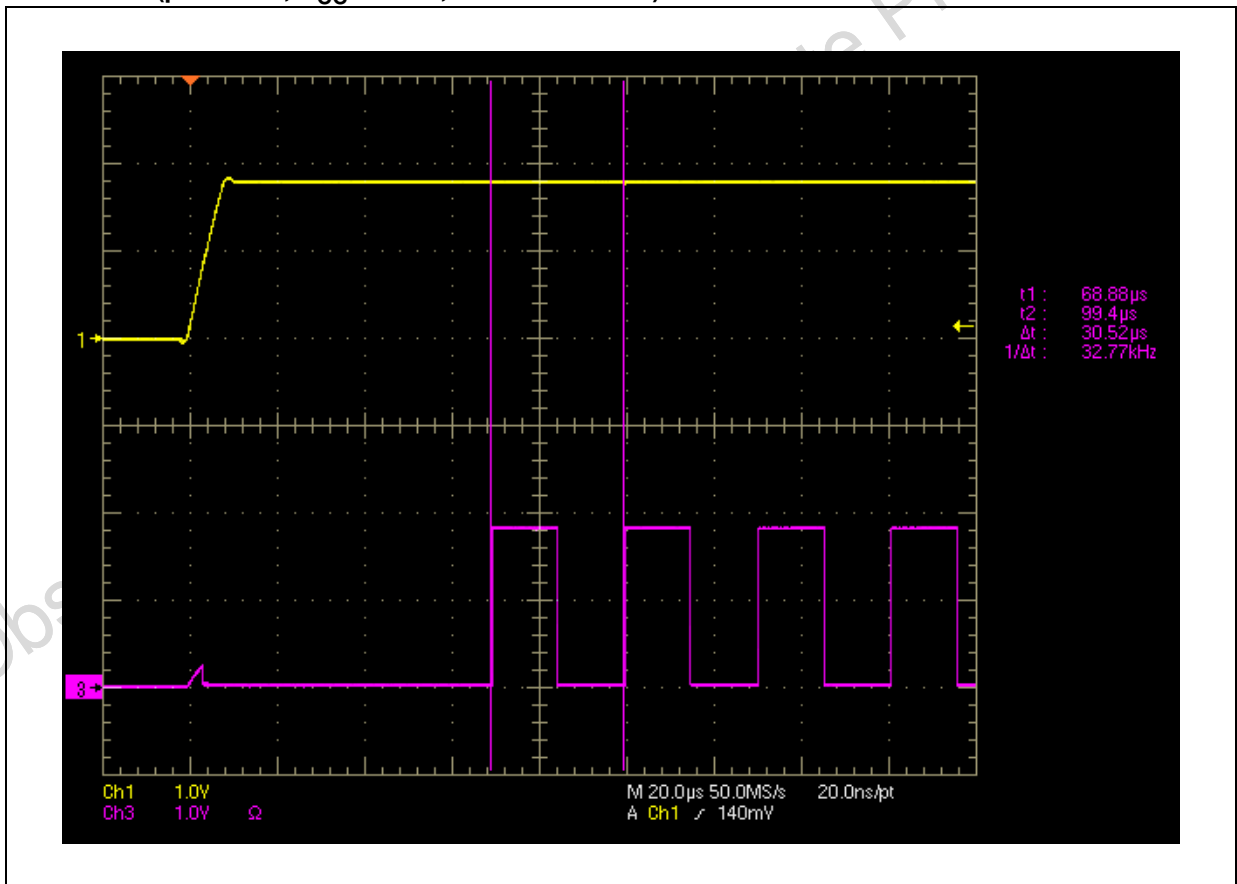 1
t1 : 68.88µs
t2 : 99.4µs
Δt : 30.52µs
1/Δt : 32.77kHz
3
Ch1 1.0V
Ch3 1.0V Ω
M 20.0µs 50.0MS/s 20.0ns/pt
A Ch1 140mV